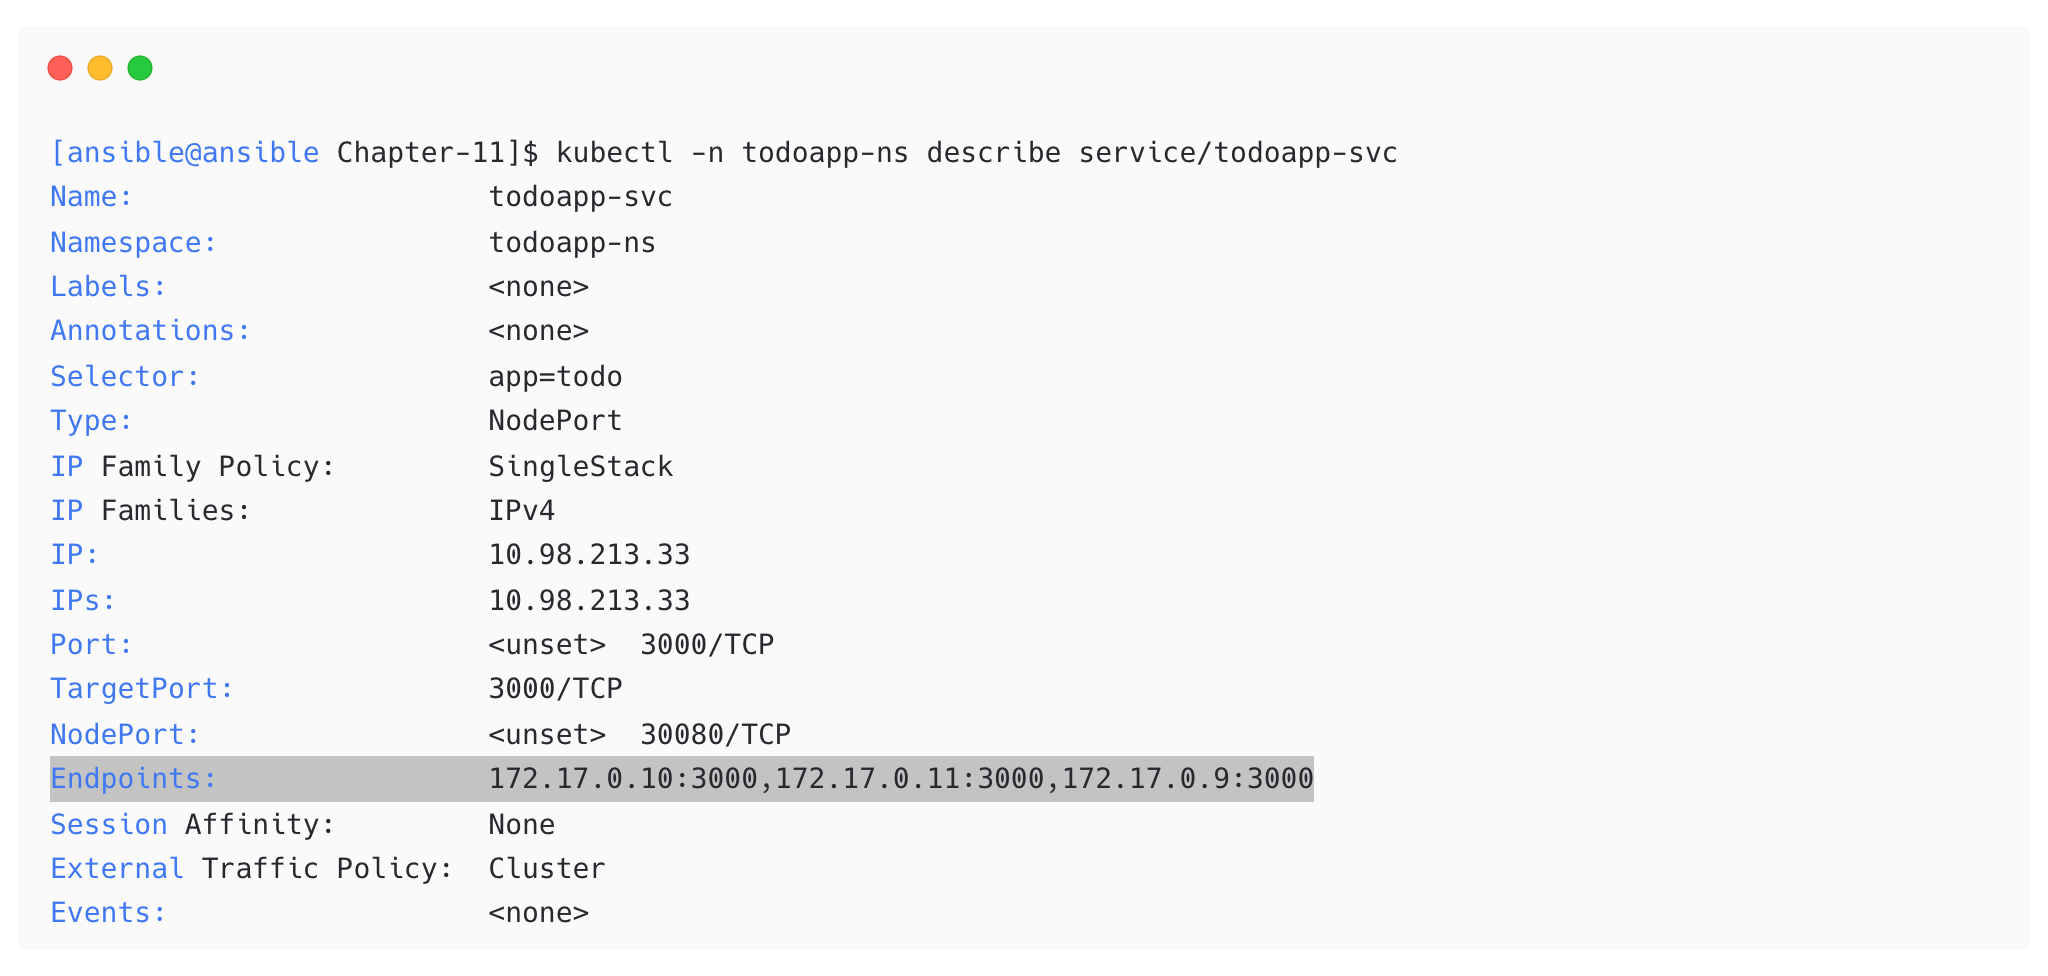 [ansible@ansible Chapter-11]$ kubectl -n todoapp-ns describe service/todoapp-svc
Name:                     todoapp-svc
Namespace:                todoapp-ns
Labels:                   <none>
Annotations:              <none>
Selector:                 app=todo
Type:                     NodePort
IP Family Policy:         SingleStack
IP Families:              IPv4
IP:                       10.98.213.33
IPs:                      10.98.213.33
Port:                     <unset>  3000/TCP
TargetPort:               3000/TCP
NodePort:                 <unset>  30080/TCP
Endpoints:                172.17.0.10:3000,172.17.0.11:3000,172.17.0.9:3000
Session Affinity:         None
External Traffic Policy:  Cluster
Events:                   <none>